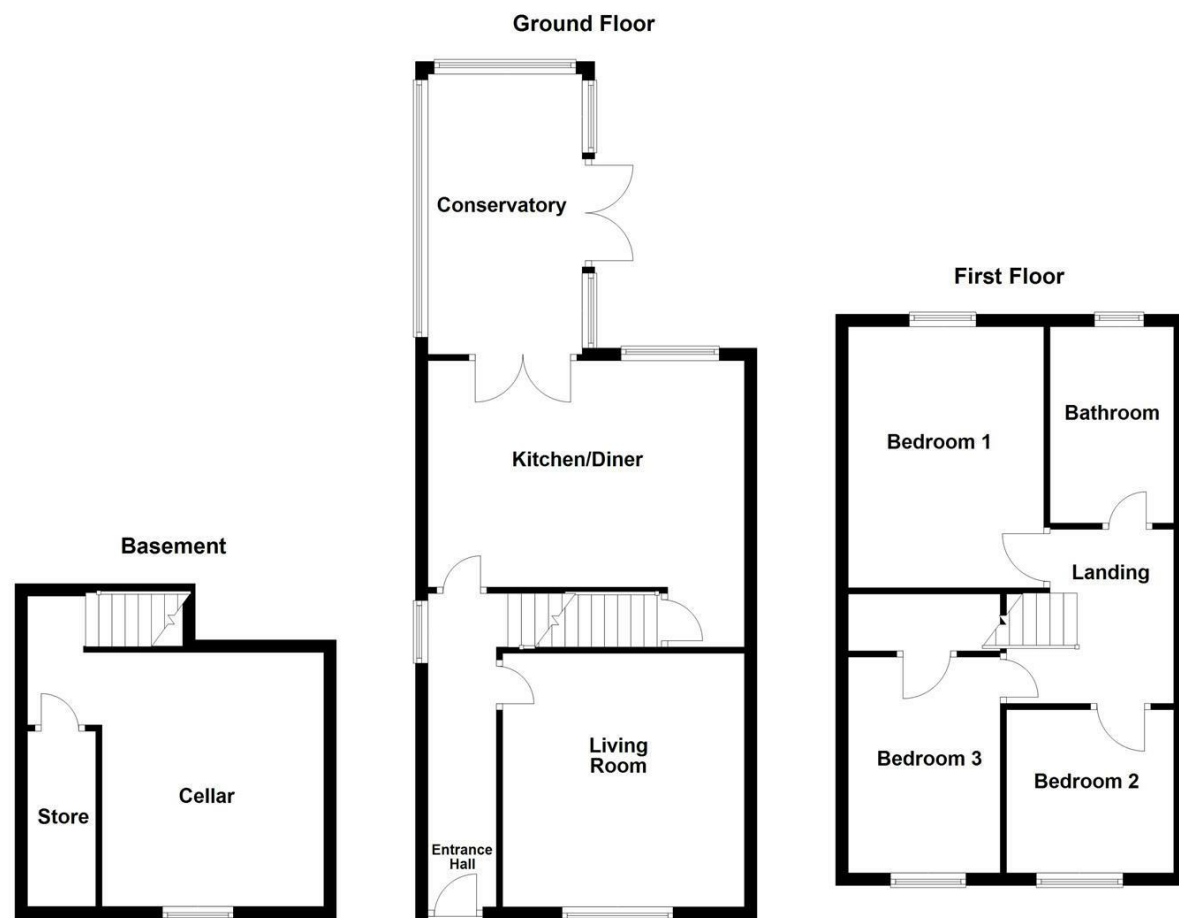 Ground Floor
Conservatory
Kitchen/Diner
Living
Room
Entrance
Hall
First Floor
Bedroom 1
Bathroom
Landing
Bedroom 3
Bedroom 2
Basement
Store
Cellar